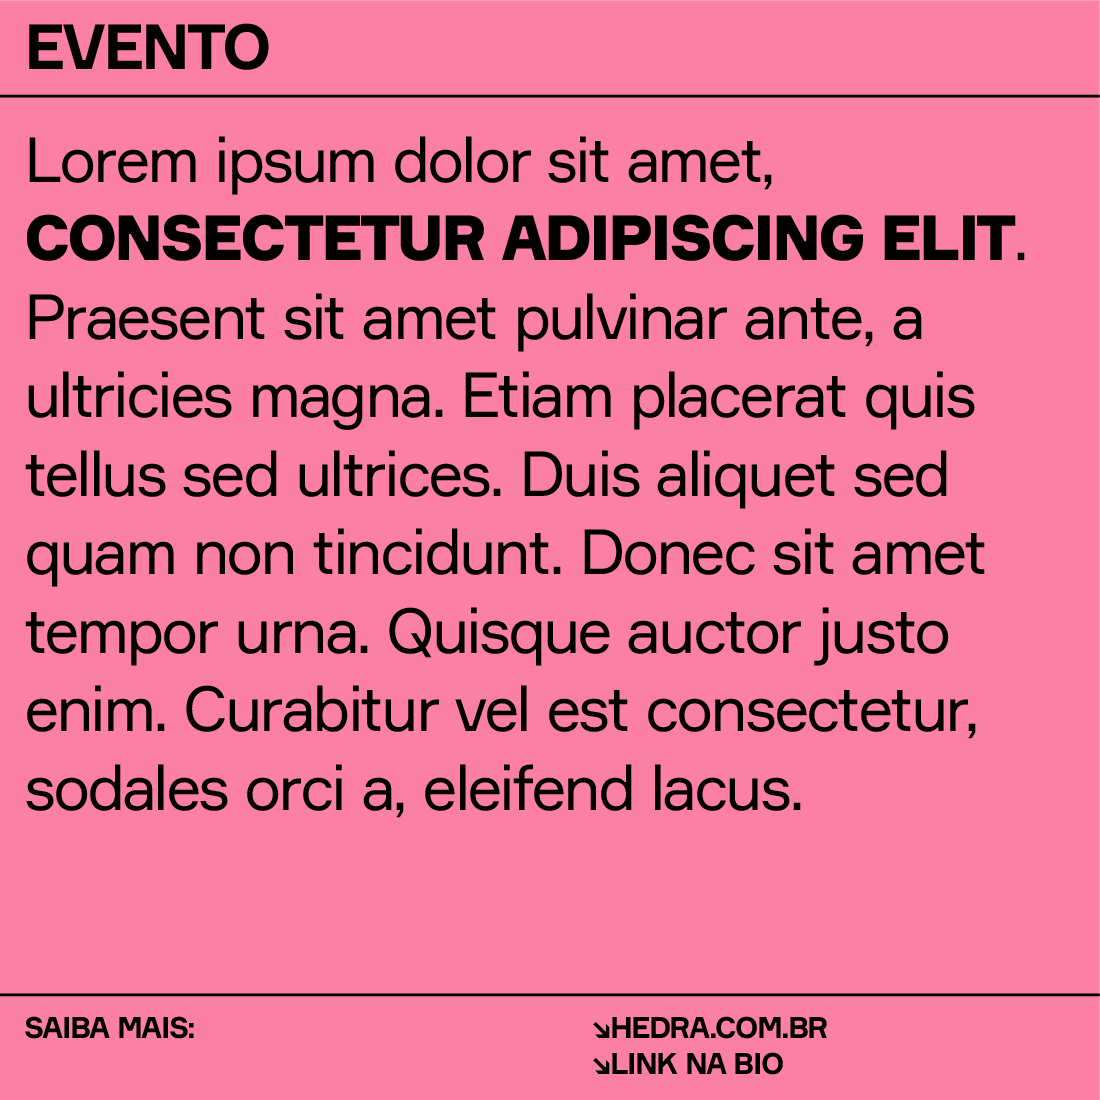 EVENTO
Lorem ipsum dolor sit amet,
CONSECTETUR ADIPISCING ELIT.
Praesent sit amet pulvinar ante, a
ultricies magna. Etiam placerat quis
tellus sed ultrices. Duis aliquet sed
quam non tincidunt. Donec sit amet
tempor urna. Quisque auctor justo
enim. Curabitur vel est consectetur,
sodales orci a, eleifend lacus.
SAIBA MAIS:
↘HEDRA.COM.BR
↘LINK NA BIO